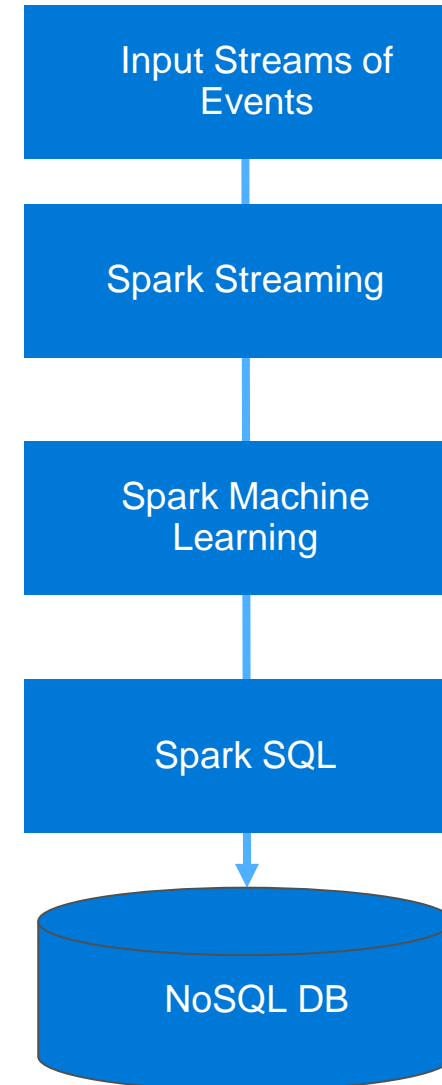 Input Streams of
Events
Spark Streaming
Spark Machine
Learning
Spark SQL
NoSQL DB